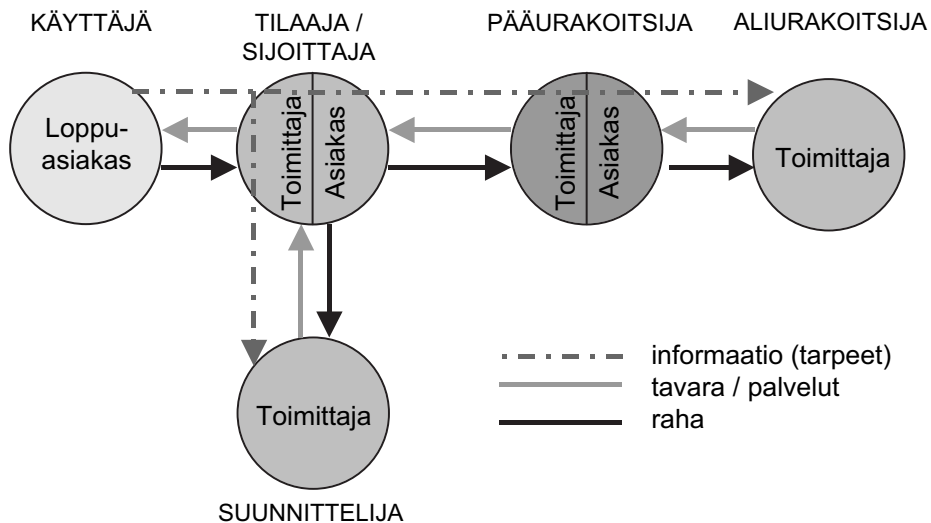 KÄYTTÄJÄ
TILAAJA /
SIJOITTAJA
PÄÄURAKOITSIJA
ALIURAKOITSIJA
Loppu-
asiakas
Toimittaja
Asiakas
Toimittaja
Asiakas
Toimittaja
Toimittaja
SUUNNITTELIJA
informaatio (tarpeet)
tavara / palvelut
raha